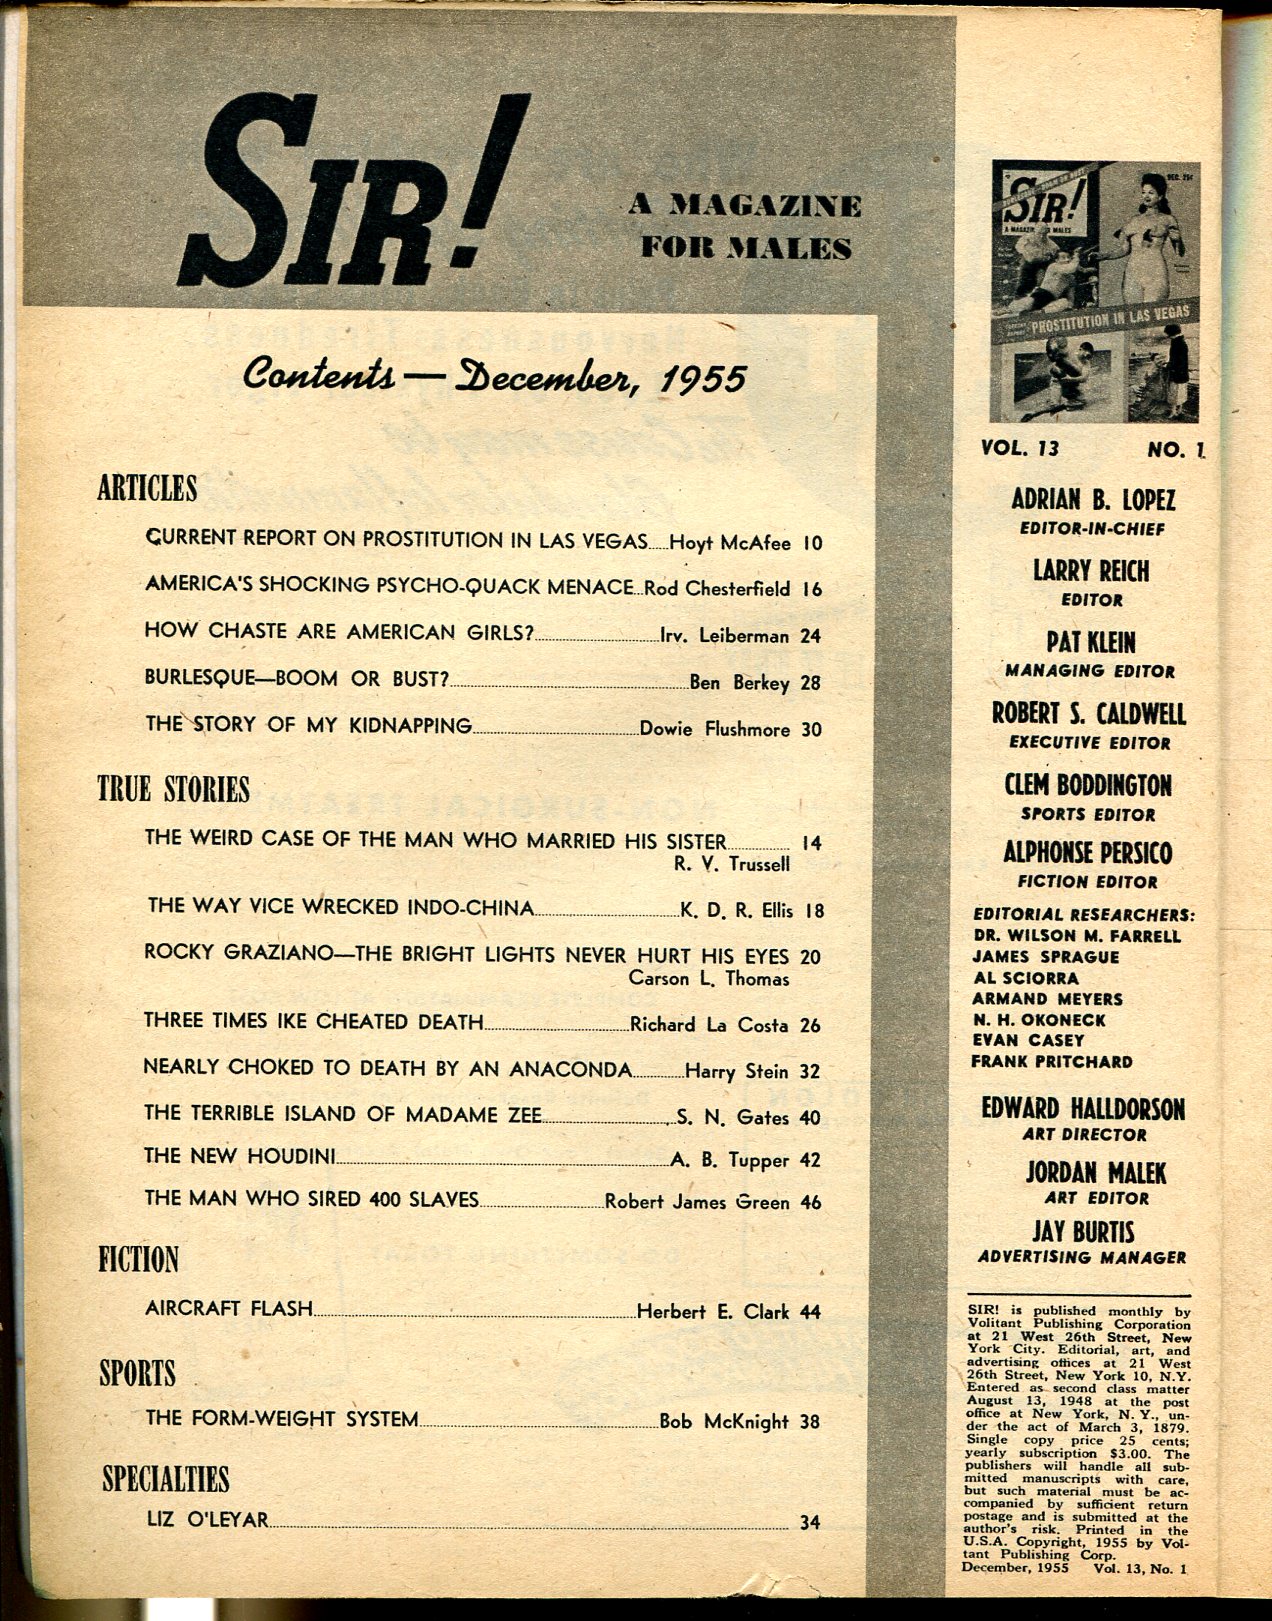 SIR!
A MAGAZINE
FOR MALES
Contents — December, 1955
ARTICLES
CURRENT REPORT ON PROSTITUTION IN LAS VEGAS.....Hoyt McAfee 10
AMERICA'S SHOCKING PSYCHO-QUACK MENACE...Rod Chesterfield 16
HOW CHASTE ARE AMERICAN GIRLS?..........Irv. Leiberman 24
BURLESQUE—BOOM OR BUST?..........Ben Berkey 28
THE STORY OF MY KIDNAPPING..........Dowie Flushmore 30
TRUE STORIES
THE WEIRD CASE OF THE MAN WHO MARRIED HIS SISTER.......... 14
R. V. Trussell
THE WAY VICE WRECKED INDO-CHINA..........K. D. R. Ellis 18
ROCKY GRAZIANO—THE BRIGHT LIGHTS NEVER HURT HIS EYES 20
Carson L. Thomas
THREE TIMES IKE CHEATED DEATH..........Richard La Costa 26
NEARLY CHOKED TO DEATH BY AN ANACONDA..........Harry Stein 32
THE TERRIBLE ISLAND OF MADAME ZEE..........S. N. Gates 40
THE NEW HOUDINI..........A. B. Tupper 42
THE MAN WHO SIRED 400 SLAVES..........Robert James Green 46
FICTION
AIRCRAFT FLASH..........Herbert E. Clark 44
SPORTS
THE FORM-WEIGHT SYSTEM..........Bob McKnight 38
SPECIALTIES
LIZ O'LEYAR.......... 34
SIR!
DEC. 25¢
A MAGAZINE FOR MALES
PROSTITUTION IN LAS VEGAS
VOL. 13 NO. 1
ADRIAN B. LOPEZ
EDITOR-IN-CHIEF
LARRY REICH
EDITOR
PAT KLEIN
MANAGING EDITOR
ROBERT S. CALDWELL
EXECUTIVE EDITOR
CLEM BODDINGTON
SPORTS EDITOR
ALPHONSE PERSICO
FICTION EDITOR
EDITORIAL RESEARCHERS:
DR. WILSON M. FARRELL
JAMES SPRAGUE
AL SCIORRA
ARMAND MEYERS
N. H. OKONECK
EVAN CASEY
FRANK PRITCHARD
EDWARD HALLDORSON
ART DIRECTOR
JORDAN MALEK
ART EDITOR
JAY BURTIS
ADVERTISING MANAGER
SIR! is published monthly by
Volitant Publishing Corporation
at 21 West 26th Street, New
York City. Editorial, art, and
advertising offices at 21 West
26th Street, New York 10, N.Y.
Entered as second class matter
August 13, 1948 at the post
office at New York, N. Y., un-
der the act of March 3, 1879.
Single copy price 25 cents;
yearly subscription $3.00. The
publishers will handle all sub-
mitted manuscripts with care,
but such material must be ac-
companied by sufficient return
postage and is submitted at the
author's risk. Printed in the
U.S.A. Copyright, 1955 by Vol-
tant Publishing Corp.
December, 1955 Vol. 13, No. 1